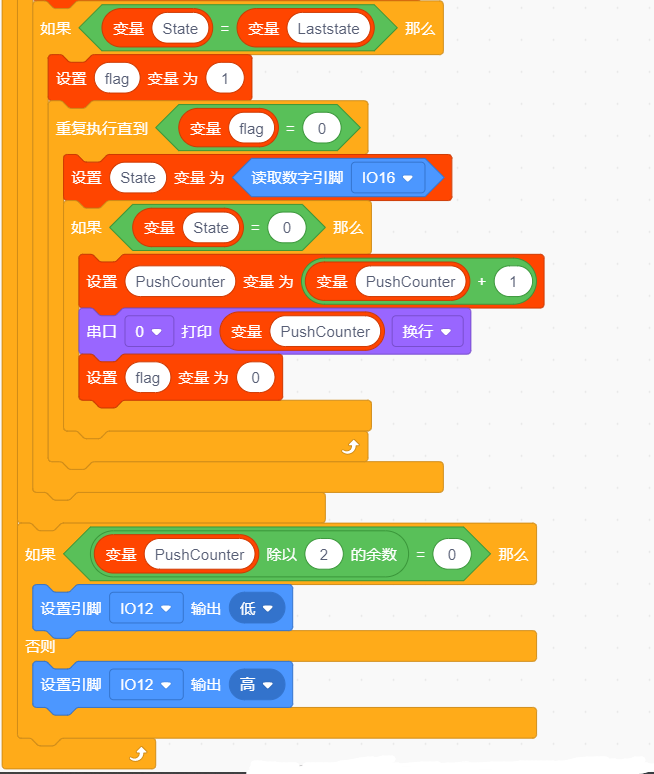 如果 变量 State = 变量 Laststate 那么
设置 flag 变量 为 1
重复执行直到 变量 flag = 0
设置 State 变量 为 读取数字引脚 IO16
如果 变量 State = 0 那么
设置 PushCounter 变量 为 变量 PushCounter + 1
串口 0 打印 变量 PushCounter 换行
设置 flag 变量 为 0
如果 变量 PushCounter 除以 2 的余数 = 0 那么
设置引脚 IO12 输出 低
否则
设置引脚 IO12 输出 高